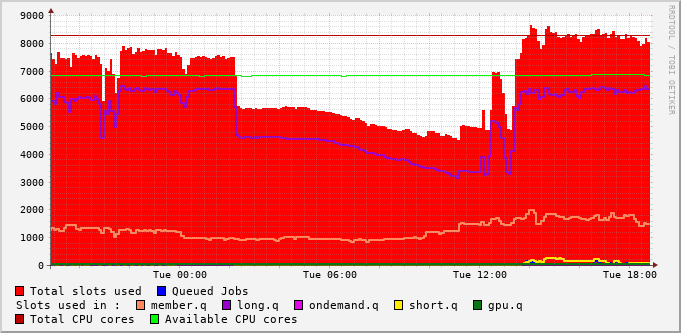 9000
8000
7000
6000
5000
4000
3000
2000
1000
0
Tue 00:00 Tue 06:00 Tue 12:00 Tue 18:00
RRDTOOL / TOBI OETIKER
Total slots used Queued Jobs
Slots used in : member.q long.q ondemand.q short.q gpu.q
Total CPU cores Available CPU cores